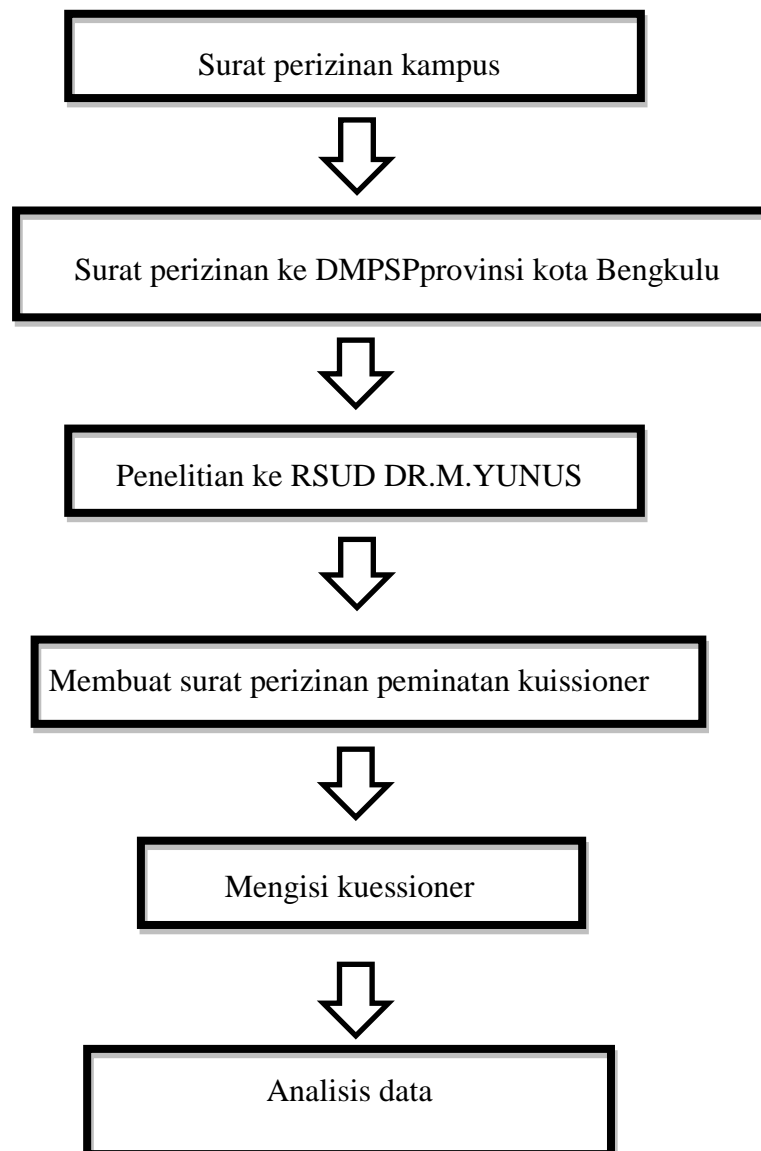 Surat perizinan kampus
Surat perizinan ke DMPSPprovinsi kota Bengkulu
Penelitian ke RSUD DR.M.YUNUS
Membuat surat perizinan peminatan kuissioner
Mengisi kuessioner
Analisis data